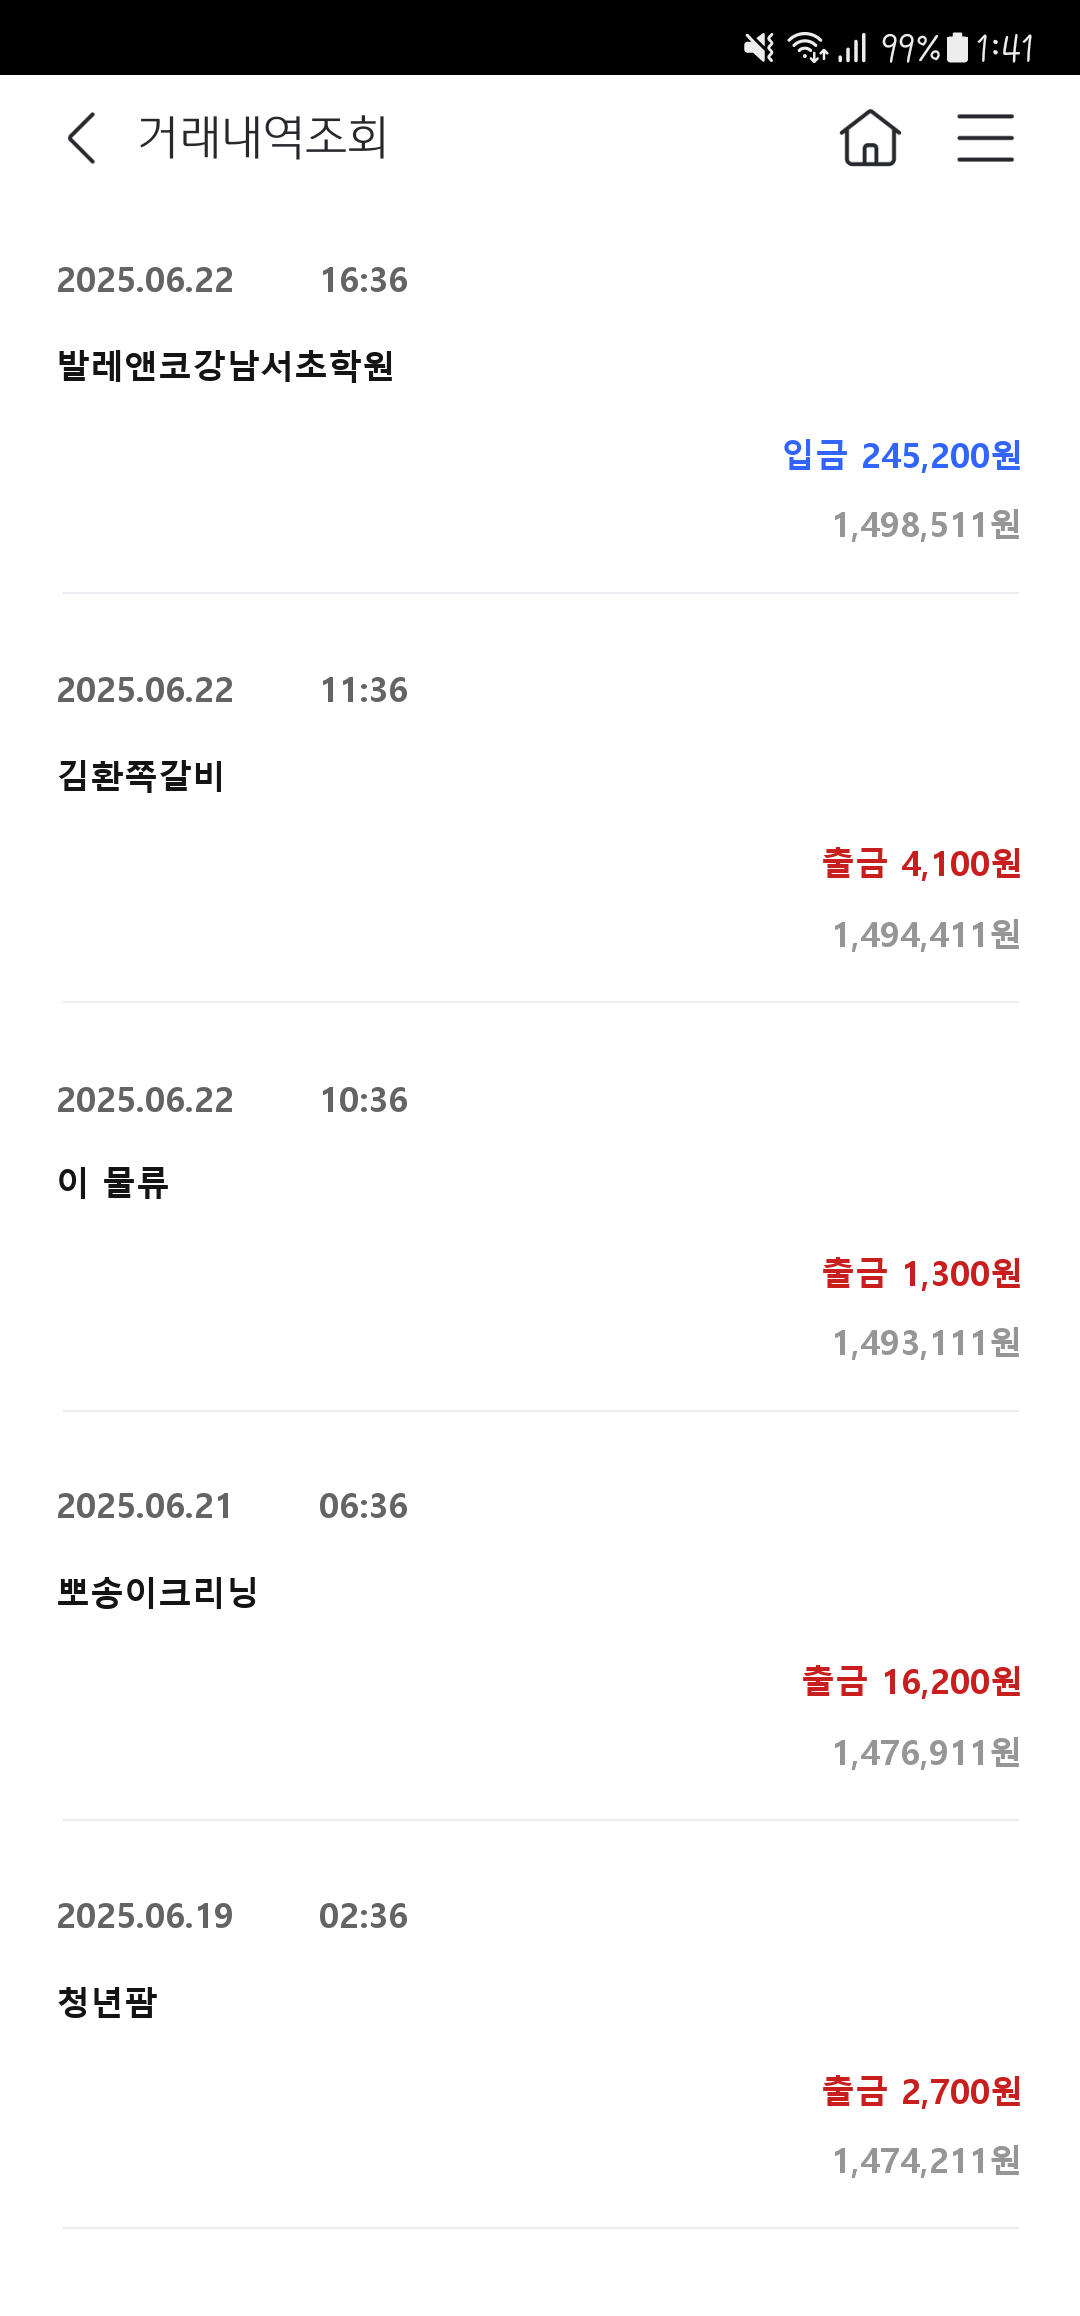 99% 1:41
거래내역조회
2025.06.22 16:36
발레앤코강남서초학원
입금 245,200원
1,498,511원
2025.06.22 11:36
김환쪽갈비
출금 4,100원
1,494,411원
2025.06.22 10:36
이 물류
출금 1,300원
1,493,111원
2025.06.21 06:36
뽀송이크리닝
출금 16,200원
1,476,911원
2025.06.19 02:36
청년팜
출금 2,700원
1,474,211원